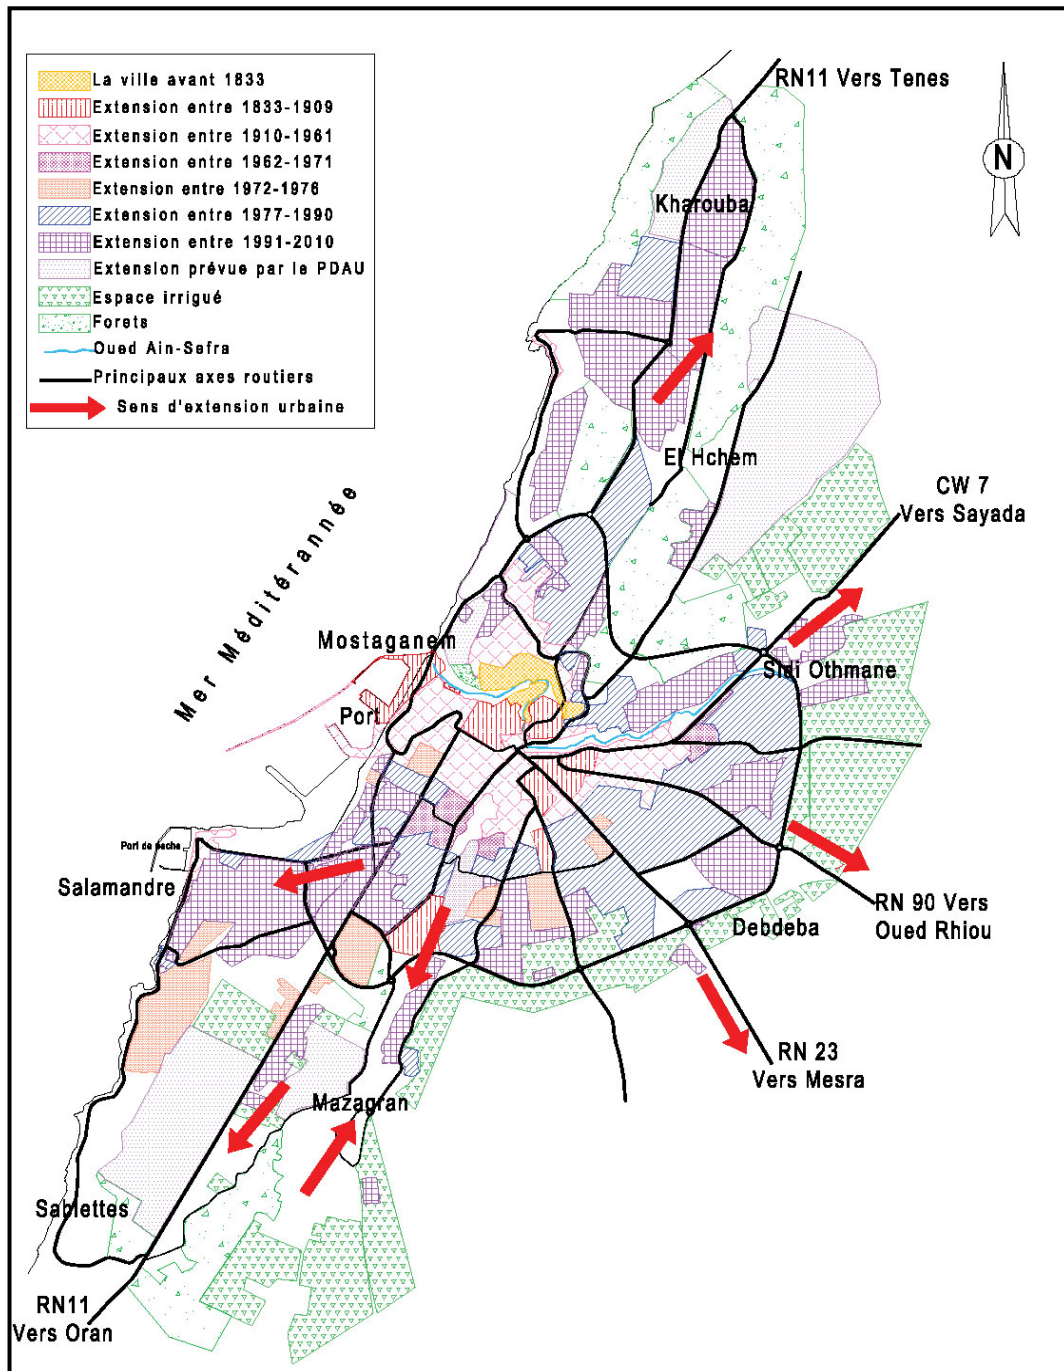 La ville avant 1833
Extension entre 1833-1909
Extension entre 1910-1961
Extension entre 1962-1971
Extension entre 1972-1976
Extension entre 1977-1990
Extension entre 1991-2010
Extension prévue par le PDAU
Espace irrigué
Forets
Oued Ain-Sefra
Principaux axes routiers
Sens d'extension urbaine
RN11 Vers Tenes
N
Kharouba
El Hchem
CW 7
Vers Sayada
Mer Méditérannée
Mostaganem
Port
Sidi Othmane
Port de peche
Salamandre
RN 90 Vers
Oued Rhiou
Debdeba
RN 23
Vers Mesra
Mazagran
Sablettes
RN11
Vers Oran